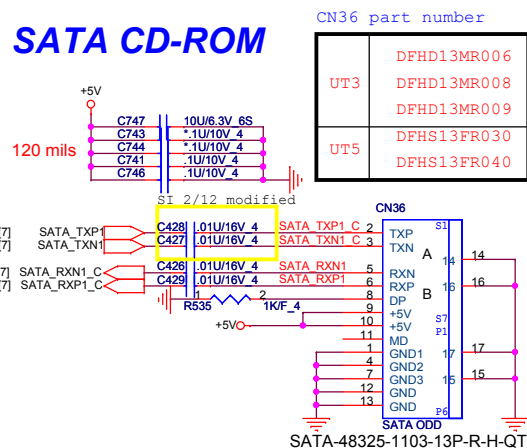 SATA CD-ROM
CN36 part number
UT3 DFHD13MR006
DFHD13MR008
DFHD13MR009
UT5 DFHS13FR030
DFHS13FR040
+5V
120 mils
C747 10U/6.3V_6S
C743 *.1U/10V_4
C744 *.1U/10V_4
C741 .1U/10V_4
C746 .1U/10V_4
SI 2/12 modified
CN36
7] SATA_TXP1 C428 .01U/16V_4 SATA_TXP1_C 2 TXP S1
7] SATA_TXN1 C427 .01U/16V_4 SATA_TXN1_C 3 TXN
A 14 14
7] SATA_RXN1_C C426 .01U/16V_4 SATA_RXN1 5 RXN
7] SATA_RXP1_C C429 .01U/16V_4 SATA_RXP1 6 RXP B 16 16
R535 1 2 1K/F_4 8 DP
9 +5V S7
+5V 10 +5V P1
11 MD
1 GND1 17 17
4 GND2
7 GND3 15 15
12 GND
13 GND P6
SATA ODD
SATA-48325-1103-13P-R-H-QT